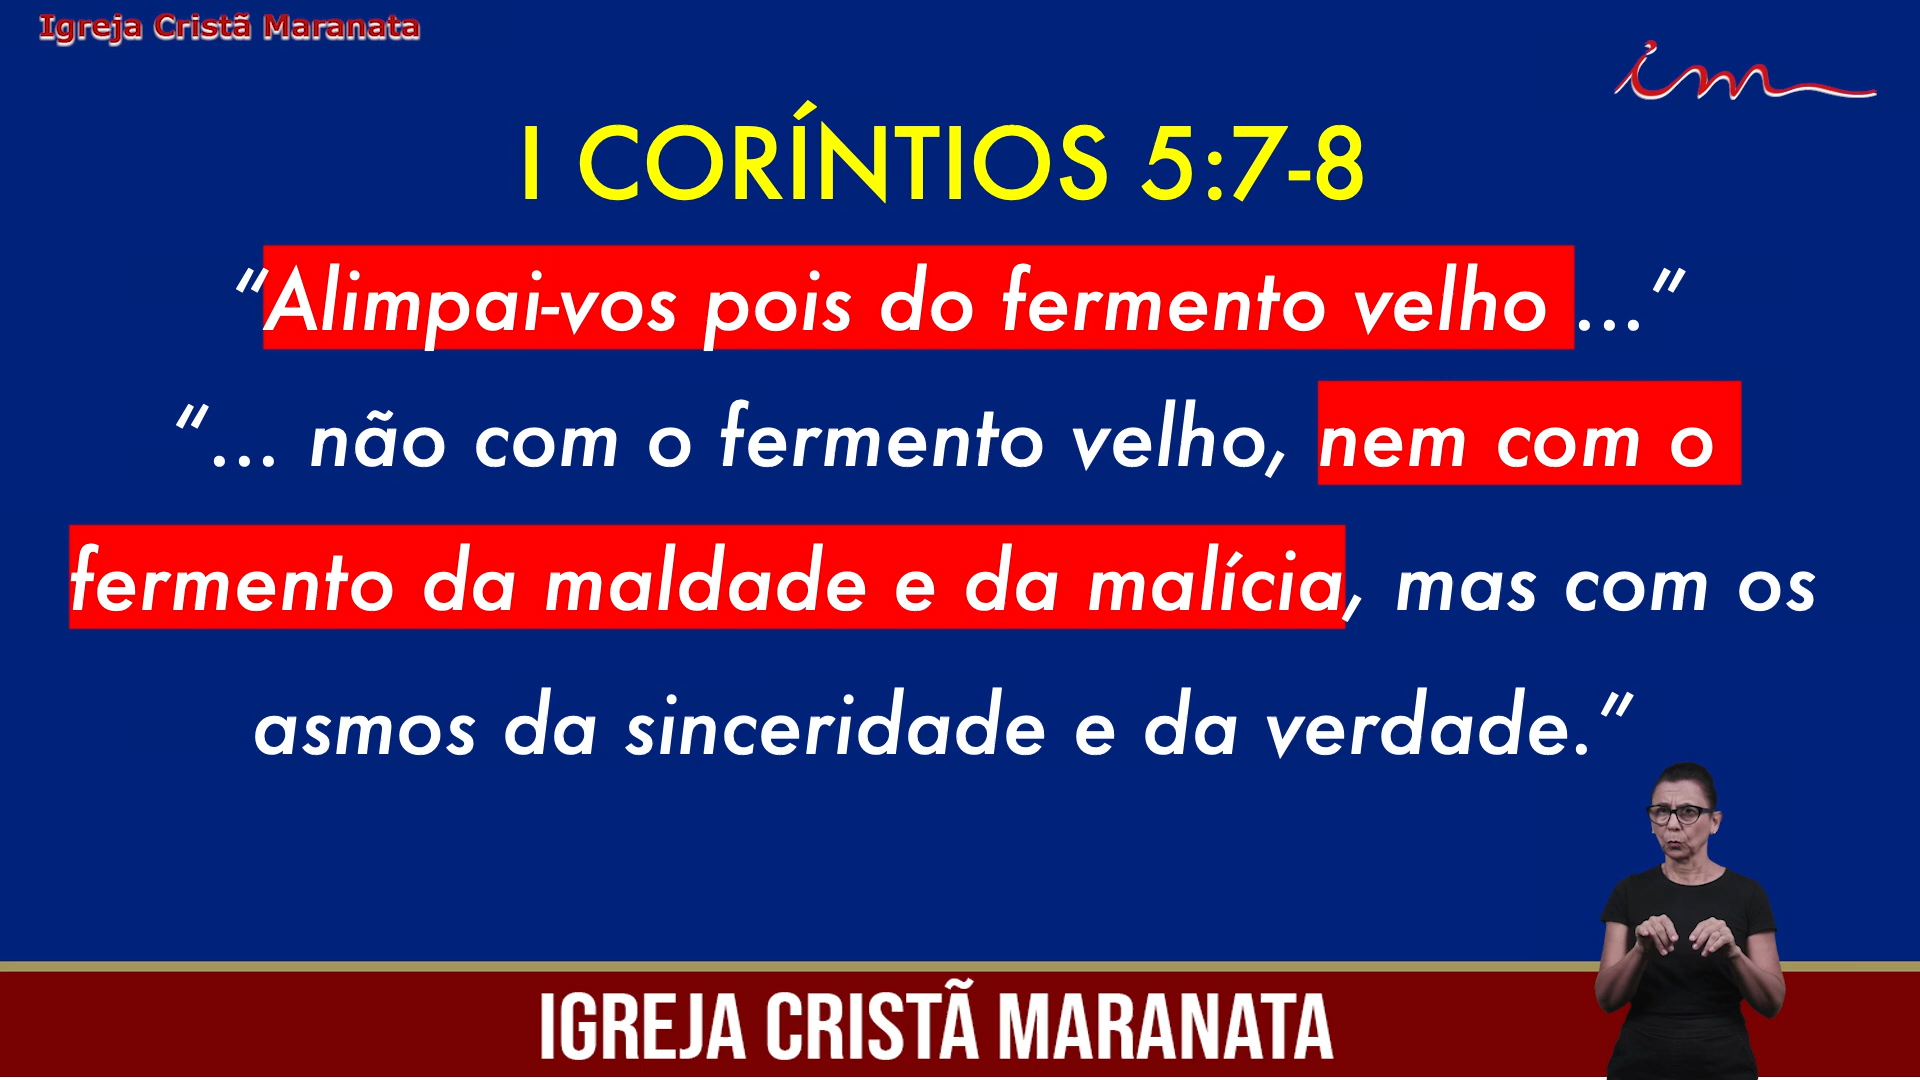 Igreja Cristã Maranata
im
I CORÍNTIOS 5:7-8
“Alimpai-vos pois do fermento velho ...”
“... não com o fermento velho, nem com o
fermento da maldade e da malícia, mas com os
asmos da sinceridade e da verdade.”
IGREJA CRISTÃ MARANATA